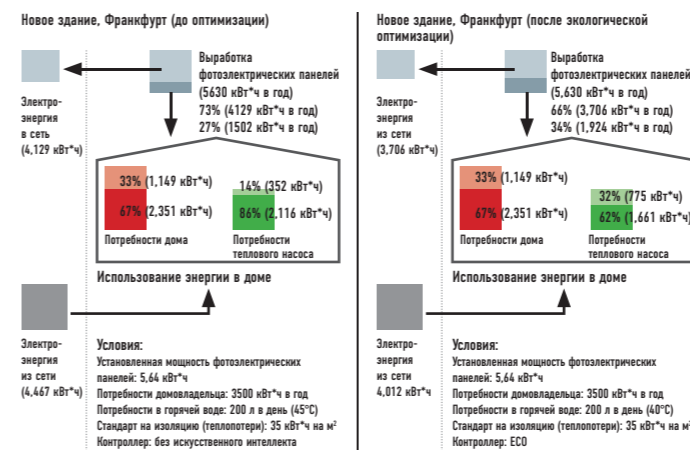 Новое здание, Франкфурт (до оптимизации)
Выработка
фотоэлектрических панелей
(5630 кВт*ч в год)
73% (4129 кВт*ч в год)
27% (1502 кВт*ч в год)
Электро-
энергия
в сеть
(4,129 кВт*ч)
33% (1,149 кВт*ч)
67% (2,351 кВт*ч)
Потребности дома
14% (352 кВт*ч)
86% (2,116 кВт*ч)
Потребности
теплового насоса
Использование энергии в доме
Электро-
энергия
из сети
(4,467 кВт*ч)
Условия:
Установленная мощность фотоэлектрических
панелей: 5,64 кВт*ч
Потребности домовладельца: 3500 кВт*ч в год
Потребности в горячей воде: 200 л в день (45°C)
Стандарт на изоляцию (теплопотери): 35 кВт*ч на м²
Контроллер: без искусственного интеллекта
Новое здание, Франкфурт (после экологической
оптимизации)
Выработка
фотоэлектрических панелей
(5,630 кВт*ч в год)
66% (3,706 кВт*ч в год)
34% (1,924 кВт*ч в год)
Электро-
энергия
из сети
(3,706 кВт*ч)
33% (1,149 кВт*ч)
67% (2,351 кВт*ч)
Потребности дома
32% (775 кВт*ч)
62% (1,661 кВт*ч)
Потребности
теплового насоса
Использование энергии в доме
Электро-
энергия
из сети
4,012 кВт*ч
Условия:
Установленная мощность фотоэлектрических
панелей: 5,64 кВт*ч
Потребности домовладельца: 3500 кВт*ч в год
Потребности в горячей воде: 200 л в день (40°C)
Стандарт на изоляцию (теплопотери): 35 кВт*ч на м²
Контроллер: ECO